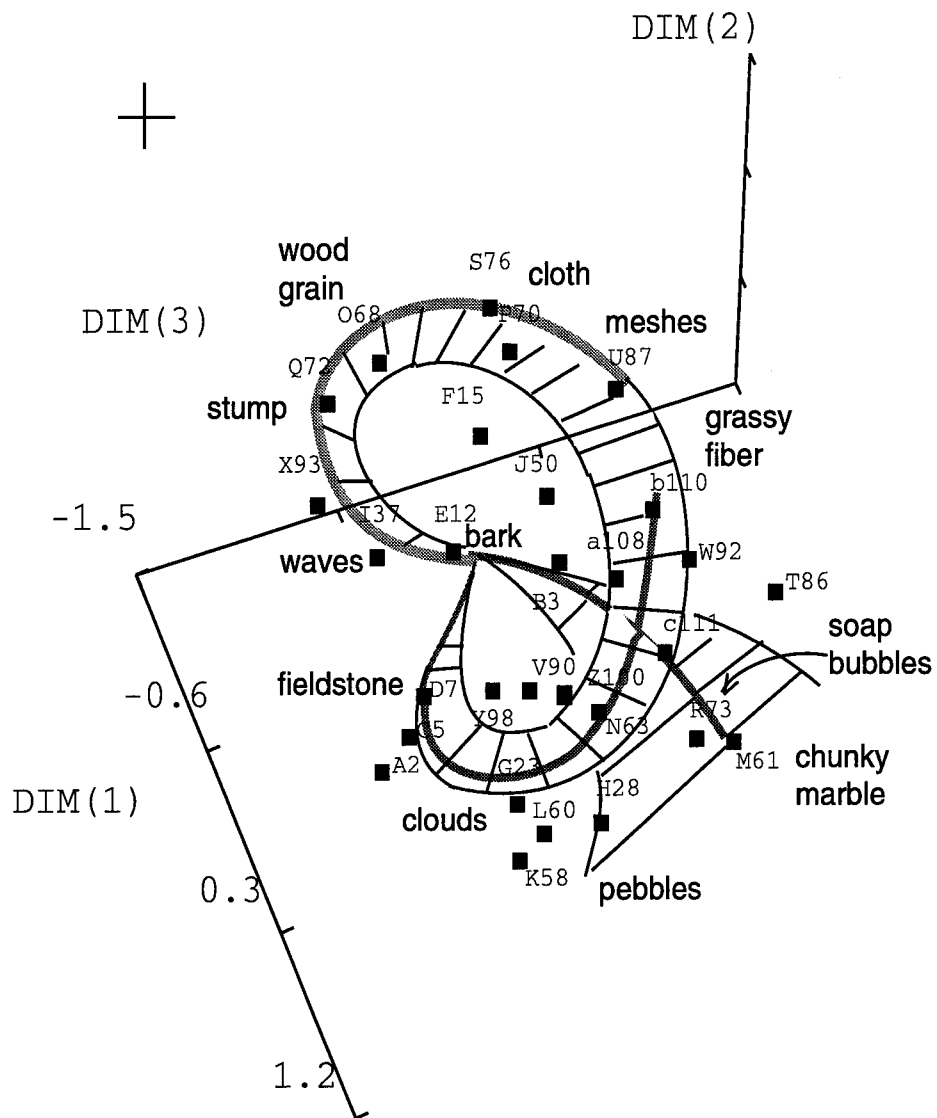 DIM(2)
wood
grain
S76
cloth
DIM(3)
O68
P70
meshes
U87
Q72
stump
F15
grassy
fiber
X93
J50
b110
-1.5
I37
E12
bark
a108
W92
waves
T86
B3
c111
soap
bubbles
V90
Z100
fieldstone
D7
-0.6
Y98
N63
R73
M61
A2
G23
chunky
marble
H28
DIM(1)
clouds
L60
K58
pebbles
0.3
1.2